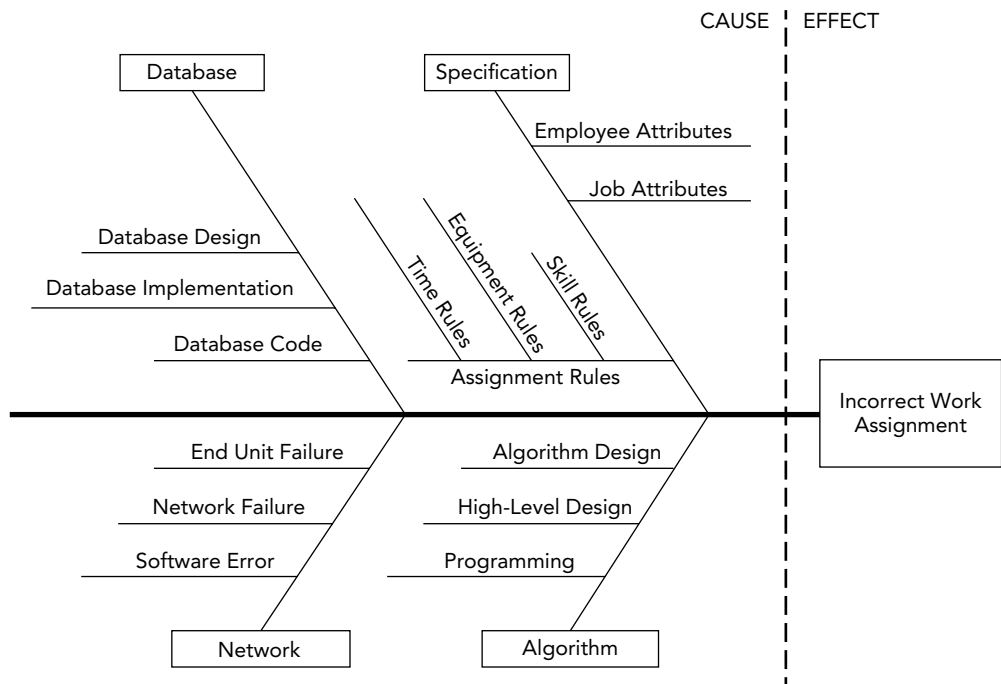 CAUSE
EFFECT
Database
Specification
Employee Attributes
Job Attributes
Database Design
Database Implementation
Database Code
Time Rules
Equipment Rules
Skill Rules
Assignment Rules
Incorrect Work
Assignment
End Unit Failure
Network Failure
Software Error
Algorithm Design
High-Level Design
Programming
Network
Algorithm